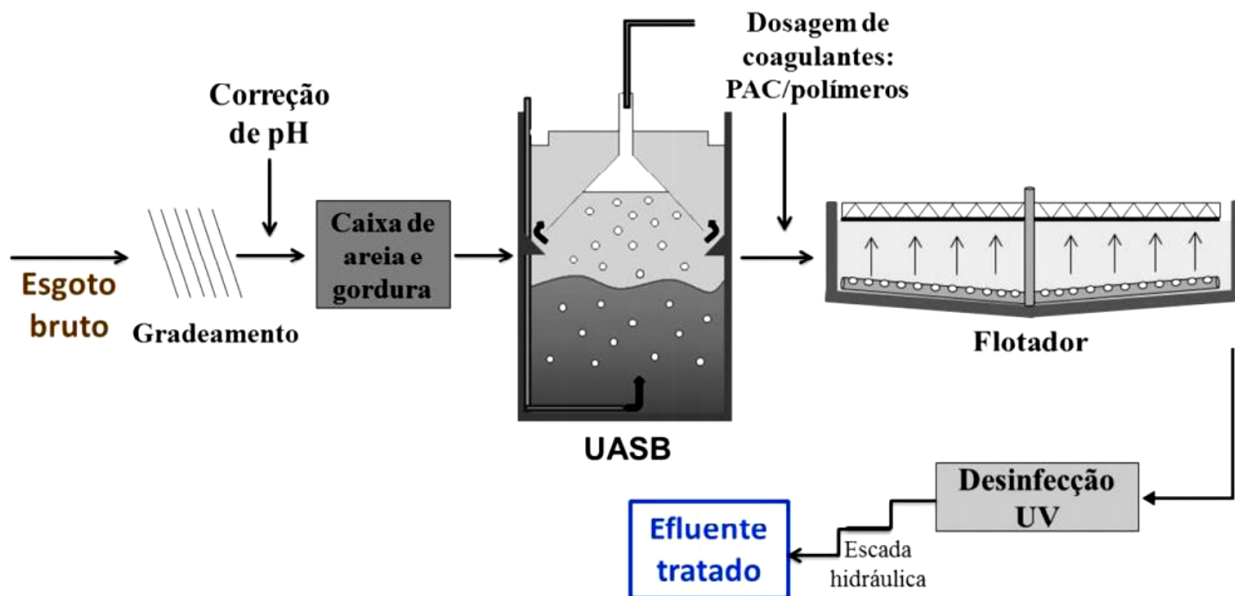 Esgoto
bruto
Gradeamento
Correção
de pH
Caixa de
areia e
gordura
UASB
Dosagem de
coagulantes:
PAC/polímeros
Flotador
Desinfecção
UV
Escada
hidráulica
Efluente
tratado